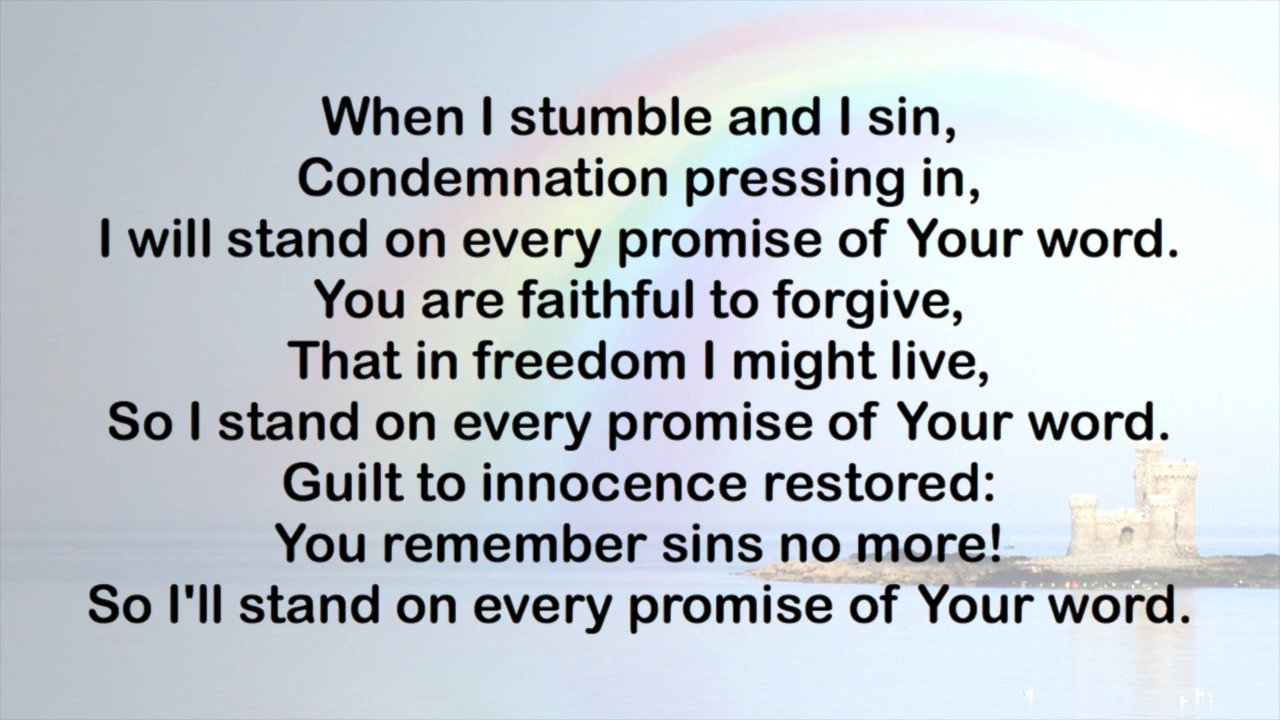 When I stumble and I sin,
Condemnation pressing in,
I will stand on every promise of Your word.
You are faithful to forgive,
That in freedom I might live,
So I stand on every promise of Your word.
Guilt to innocence restored:
You remember sins no more!
So I'll stand on every promise of Your word.